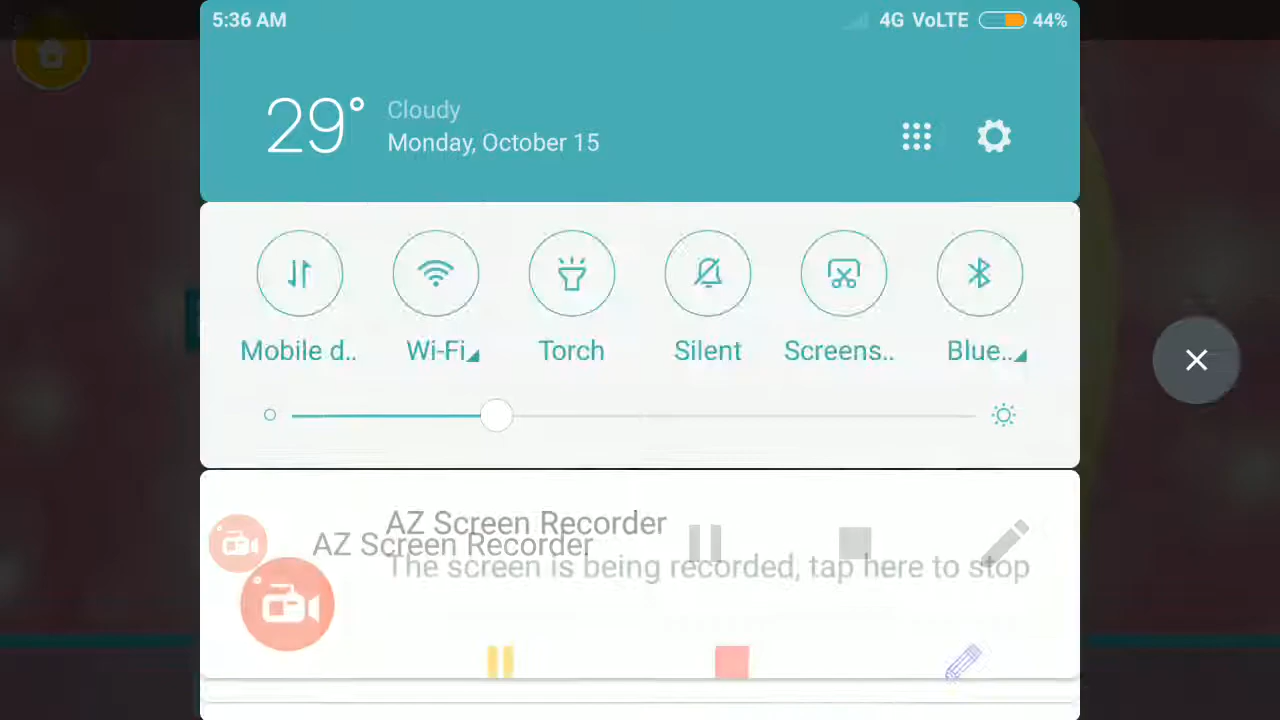 5:36 AM
4G VoLTE
44%
29°
Cloudy
Monday, October 15
Mobile d..
Wi-Fi
Torch
Silent
Screens..
Blue..
AZ Screen Recorder
AZ Screen Recorder
The screen is being recorded, tap here to stop